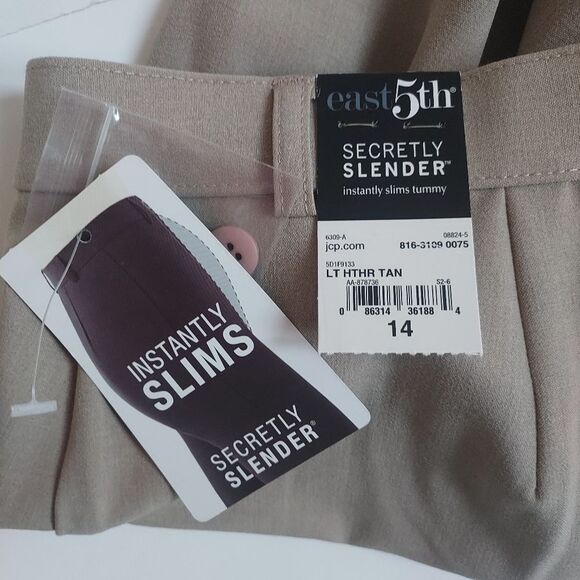 east5th®
SECRETLY
SLENDER™
instantly slims tummy
6309-A 08824-5
jcp.com 816-3109 0075
5D1F9133
LT HTHR TAN
AA-878736 S2-6
0 86314 36188 4
14
INSTANTLY
SLIMS
SECRETLY
SLENDER®